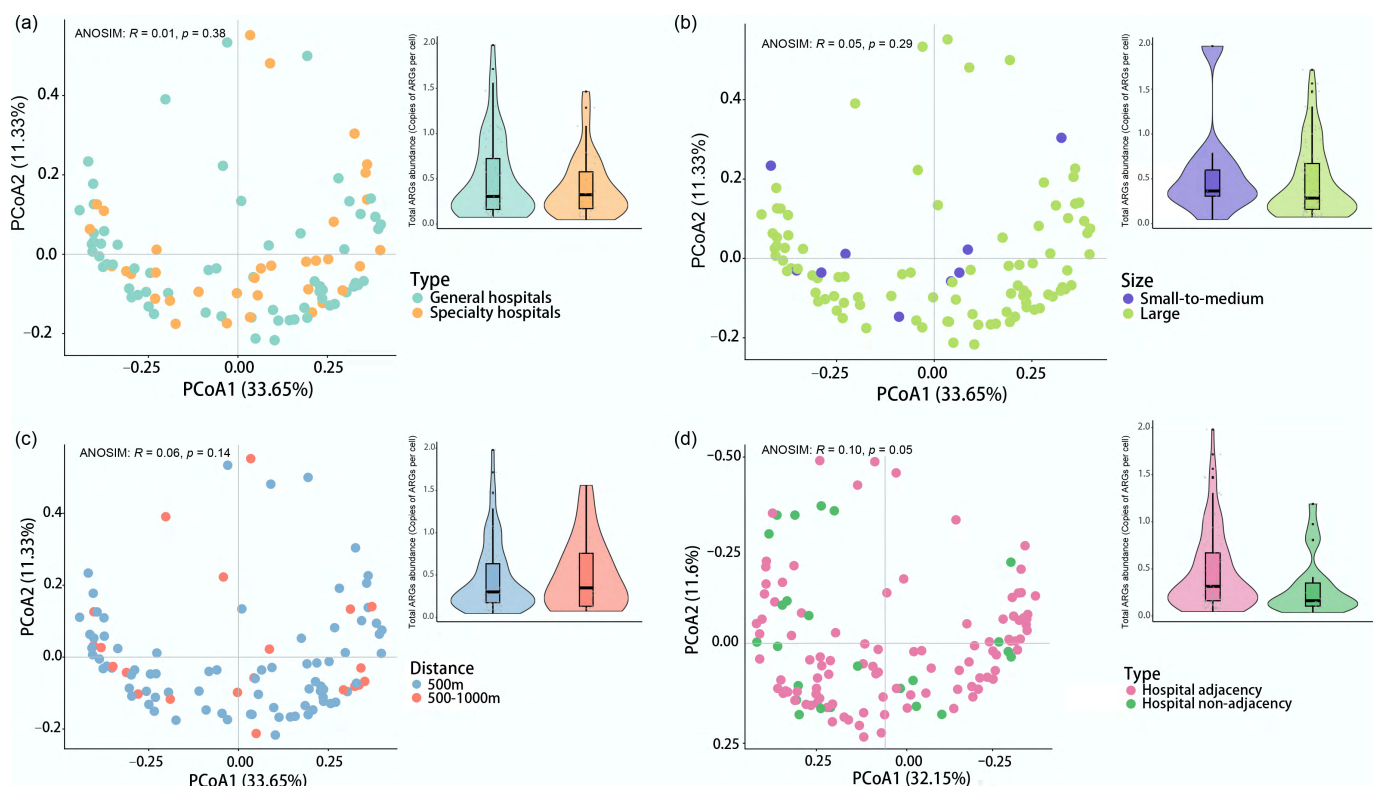 (a)
ANOSIM: R = 0.01, p = 0.38
PCoA2 (11.33%)
0.4
0.2
0.0
−0.2
−0.25
0.00
0.25
PCoA1 (33.65%)
Total ARGs abundance (Copies of ARGs per cell)
2.0
1.5
1.0
0.5
0.0
Type
General hospitals
Specialty hospitals
(b)
ANOSIM: R = 0.05, p = 0.29
PCoA2 (11.33%)
0.4
0.2
0.0
−0.2
−0.25
0.00
0.25
PCoA1 (33.65%)
Total ARGs abundance (Copies of ARGs per cell)
2.0
1.5
1.0
0.5
0.0
Size
Small-to-medium
Large
(c)
ANOSIM: R = 0.06, p = 0.14
PCoA2 (11.33%)
0.4
0.2
0.0
−0.2
−0.25
0.00
0.25
PCoA1 (33.65%)
Total ARGs abundance (Copies of ARGs per cell)
2.0
1.5
1.0
0.5
0.0
Distance
500m
500-1000m
(d)
ANOSIM: R = 0.10, p = 0.05
PCoA2 (11.6%)
−0.50
−0.25
0.00
0.25
0.25
0.00
−0.25
PCoA1 (32.15%)
Total ARGs abundance (Copies of ARGs per cell)
2.0
1.5
1.0
0.5
0.0
Type
Hospital adjacency
Hospital non-adjacency